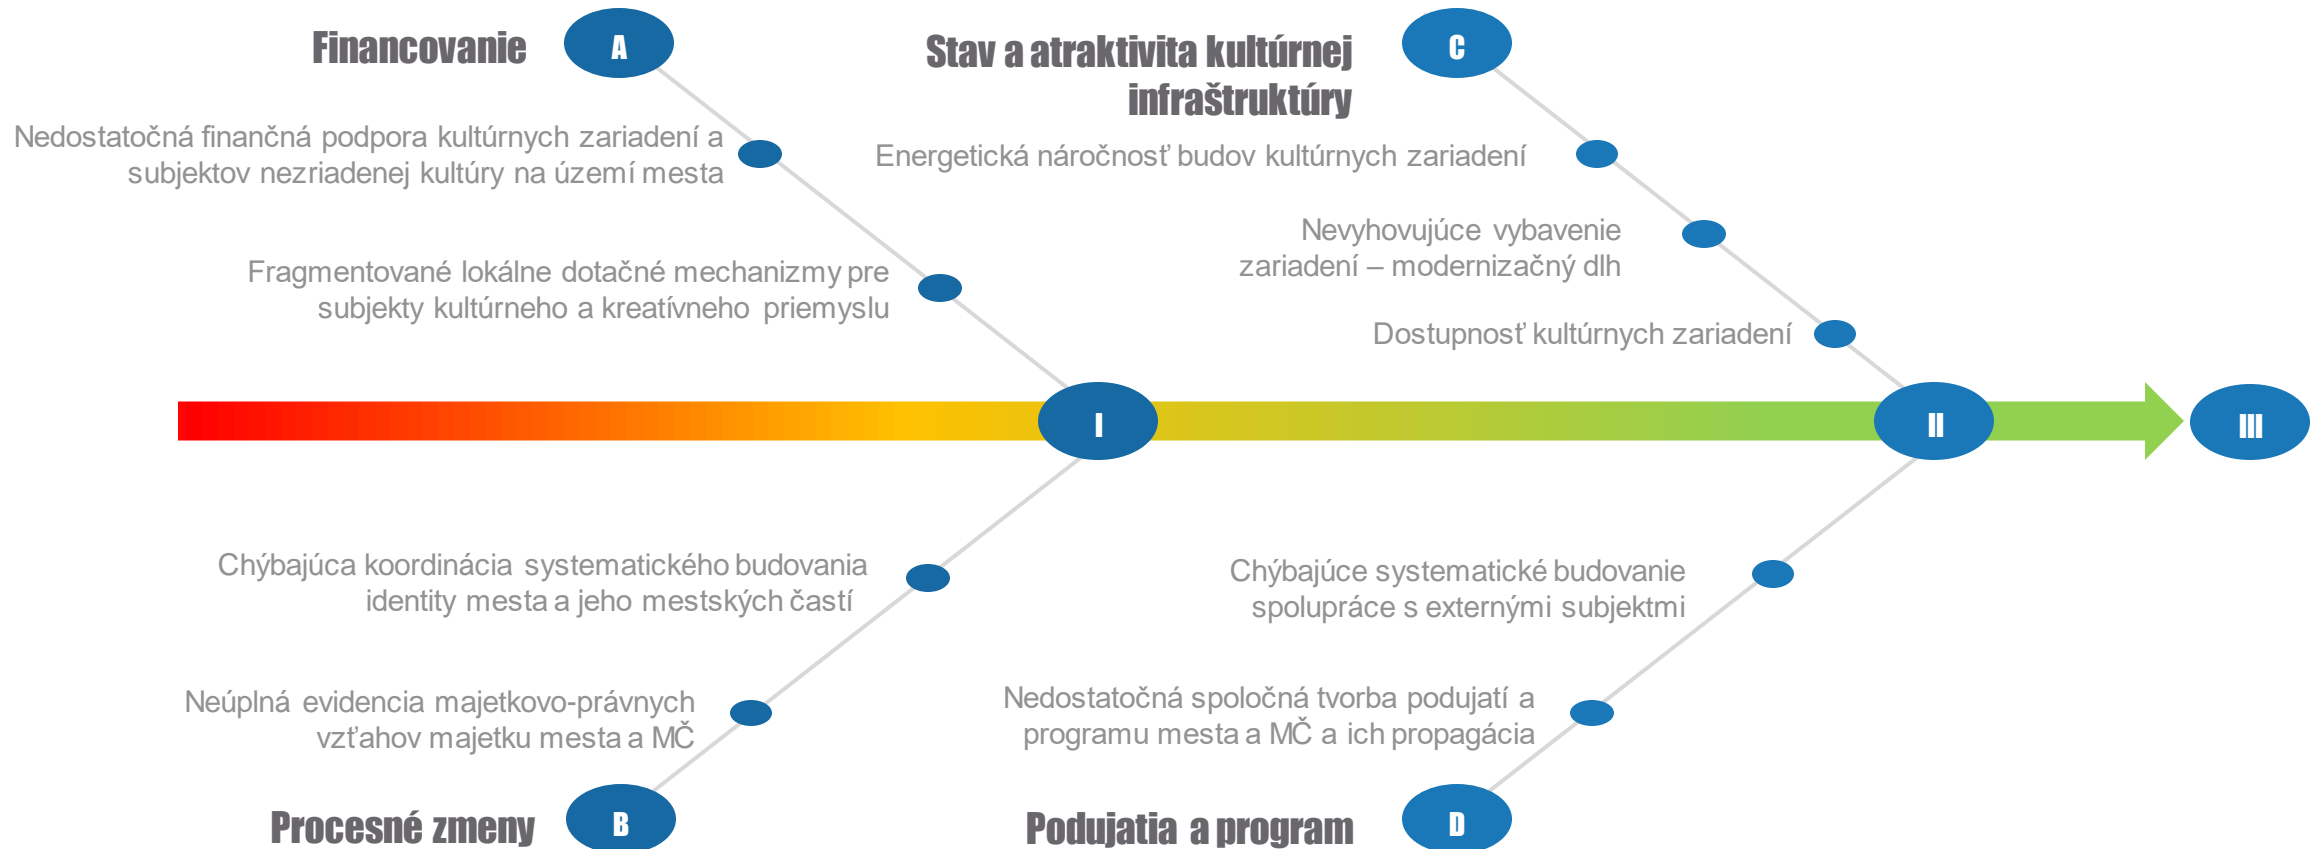 Financovanie
A
Nedostatočná finančná podpora kultúrnych zariadení a
subjektov nezriadenej kultúry na území mesta
Fragmentované lokálne dotačné mechanizmy pre
subjekty kultúrneho a kreatívneho priemyslu
Stav a atraktivita kultúrnej
infraštruktúry
C
Energetická náročnosť budov kultúrnych zariadení
Nevyhovujúce vybavenie
zariadení – modernizačný dlh
Dostupnosť kultúrnych zariadení
I
II
III
Chýbajúca koordinácia systematického budovania
identity mesta a jeho mestských častí
Neúplná evidencia majetkovo-právnych
vzťahov majetku mesta a MČ
Procesné zmeny
B
Chýbajúce systematické budovanie
spolupráce s externými subjektmi
Nedostatočná spoločná tvorba podujatí a
programu mesta a MČ a ich propagácia
Podujatia a program
D